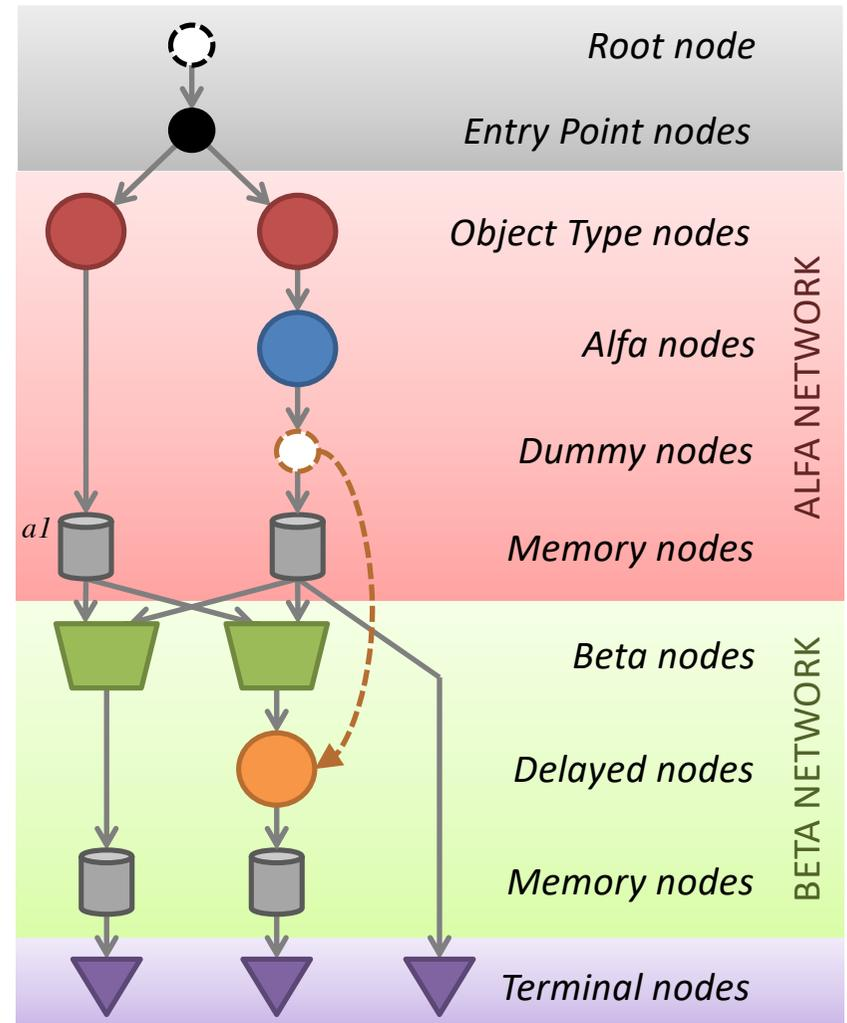 Root node
Entry Point nodes
Object Type nodes
Alfa nodes
Dummy nodes
a1
Memory nodes
ALFA NETWORK
Beta nodes
Delayed nodes
Memory nodes
BETA NETWORK
Terminal nodes